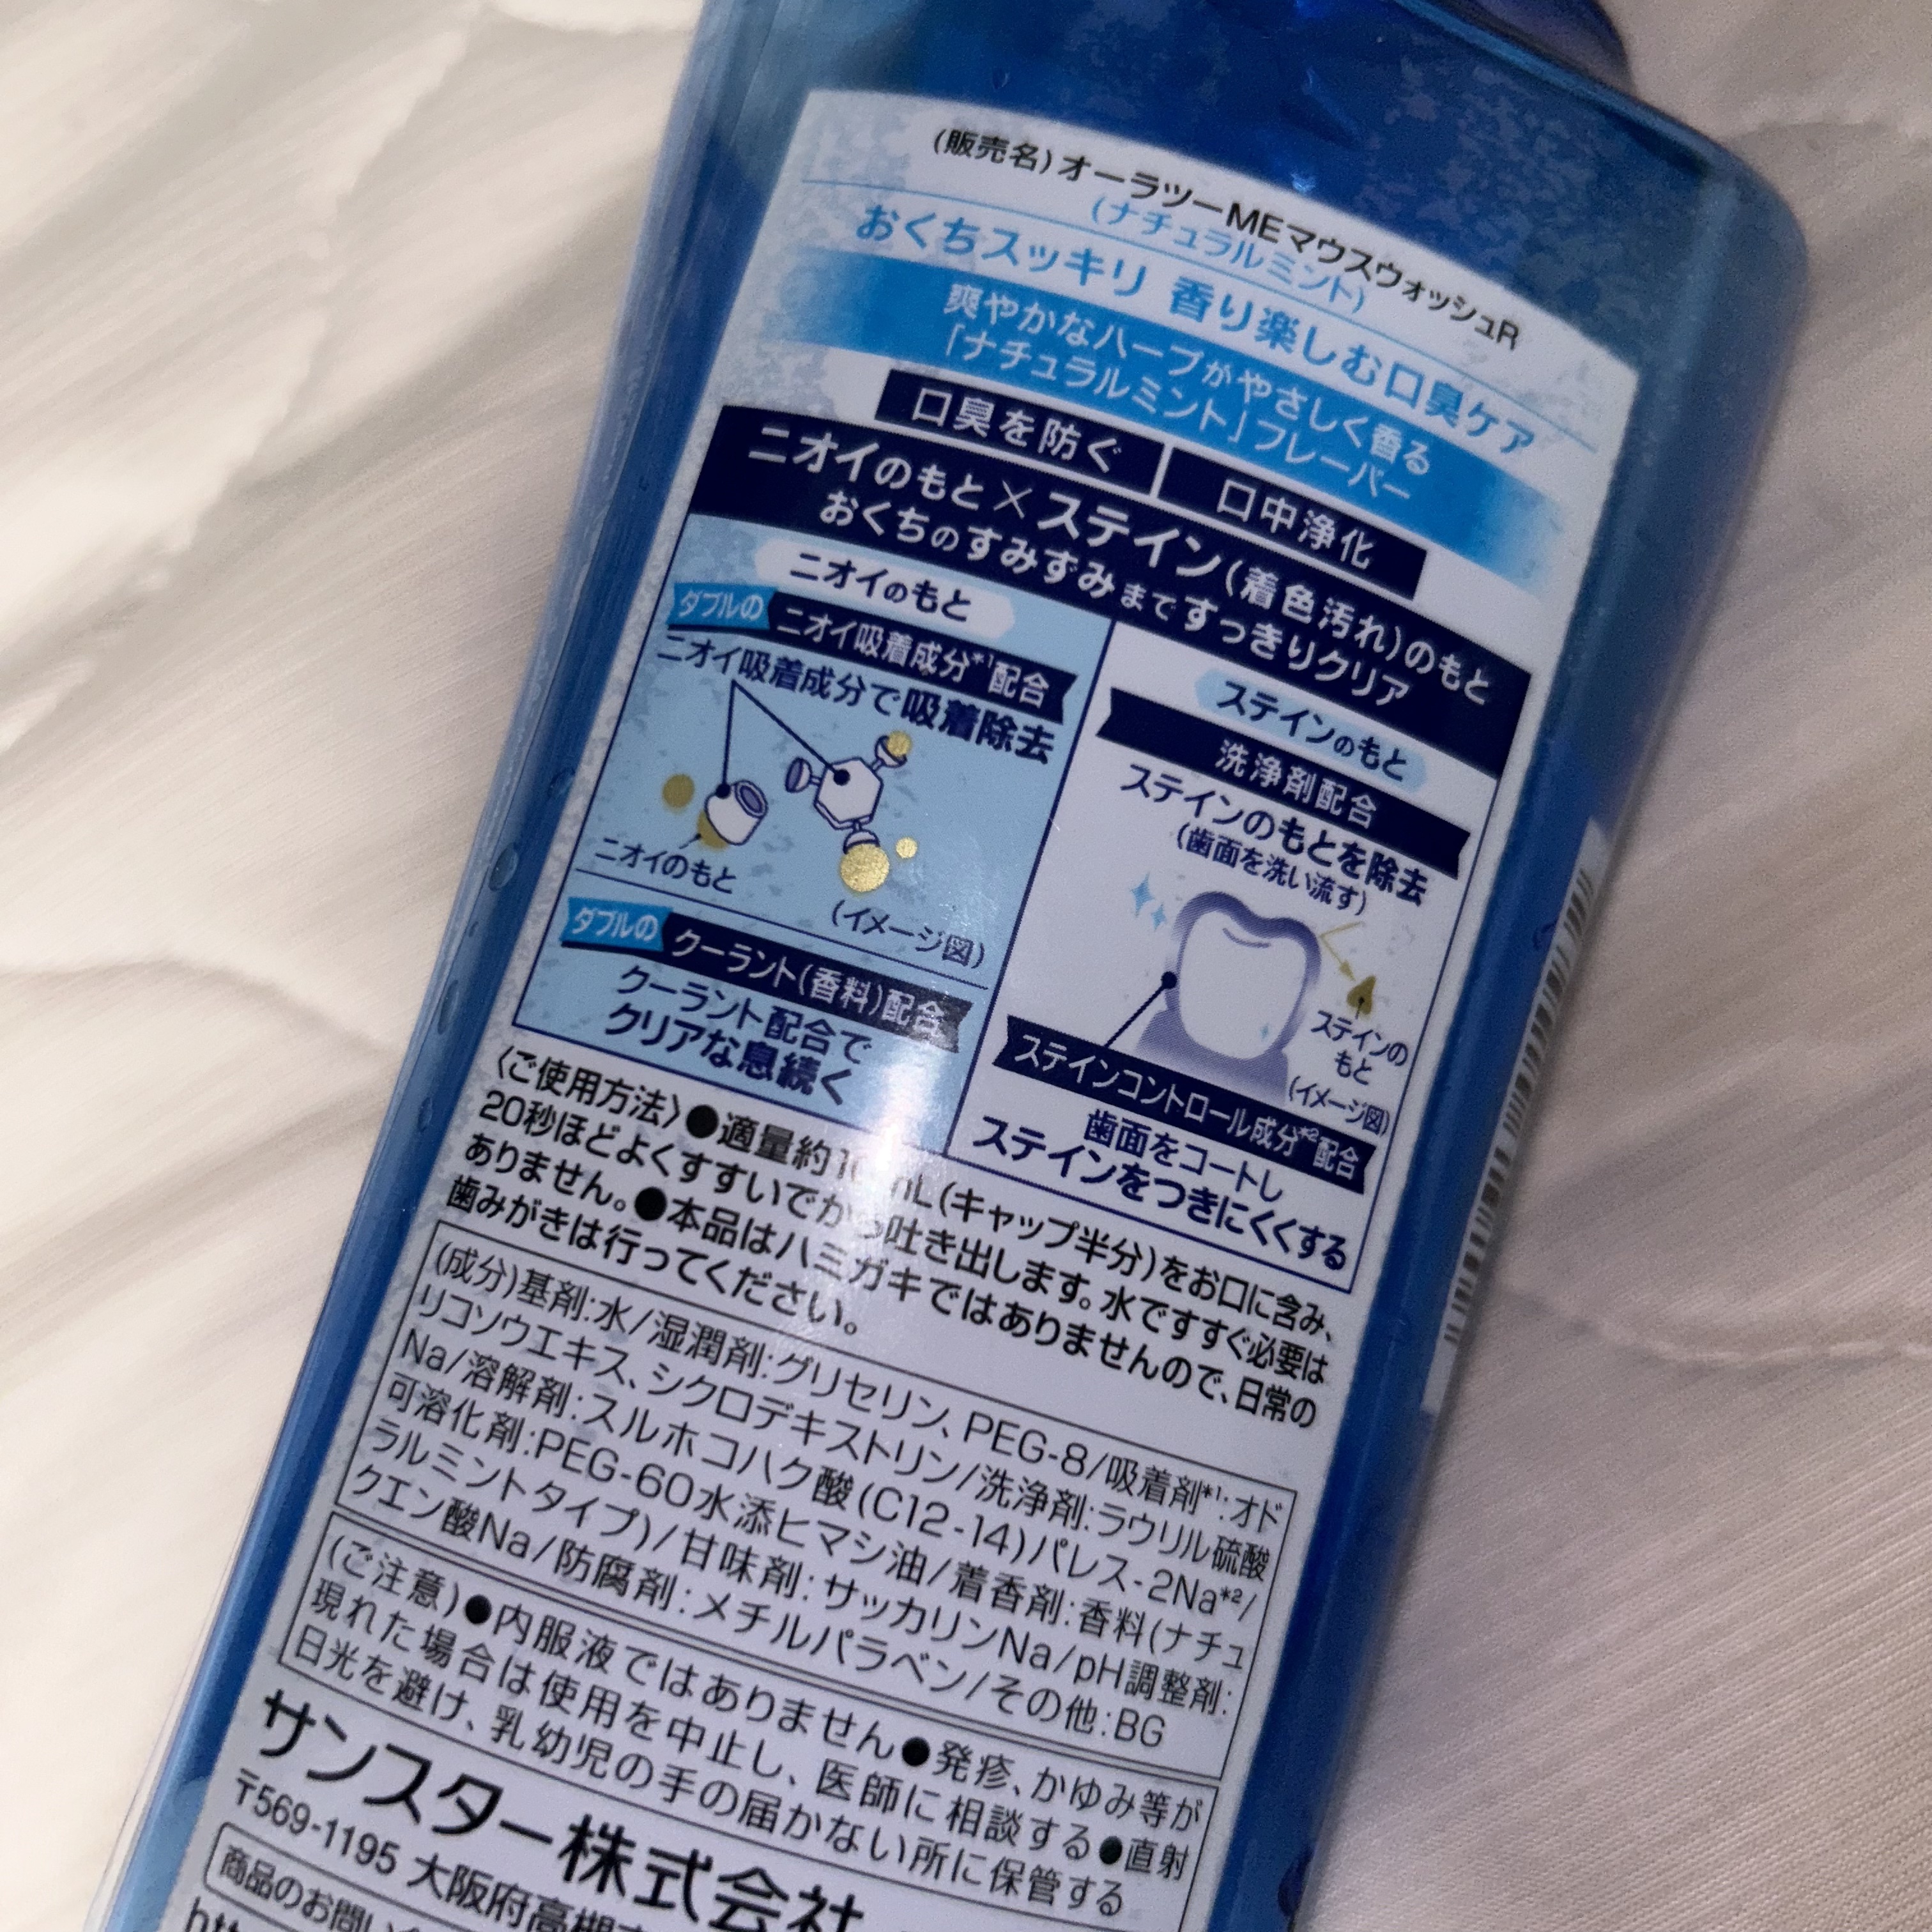 (販売名)オーラツーMEマウスウォッシュR
(ナチュラルミント)
おくちスッキリ 香り楽しむ口臭ケア
爽やかなハーブがやさしく香る
「ナチュラルミント」フレーバー
口臭を防ぐ
口中浄化
ニオイのもと×ステイン(着色汚れ)のもと
おくちのすみずみまですっきりクリア
ニオイのもと
ダブルの ニオイ吸着成分*1配合
ニオイ吸着成分で吸着除去
ニオイのもと
(イメージ図)
ダブルの クーラント(香料)配合
クーラント配合で
クリアな息続く
ステインのもと
洗浄剤配合
ステインのもとを除去
(歯面を洗い流す)
ステインの
もと
(イメージ図)
ステインコントロール成分*2配合
歯面をコートし
ステインをつきにくくする
〈ご使用方法〉●適量約 mL(キャップ半分)をお口に含み、
20秒ほどよくすすいでから吐き出します。水ですすぐ必要は
ありません。●本品はハミガキではありませんので、日常の
歯みがきは行ってください。
(成分)基剤:水/湿潤剤:グリセリン、PEG-8/吸着剤*1:オド
リコソウエキス、シクロデキストリン/洗浄剤:ラウリル硫酸
Na/溶解剤:スルホコハク酸(C12-14)パレス-2Na*2/
可溶化剤:PEG-60水添ヒマシ油/着香剤:香料(ナチュ
ラルミントタイプ)/甘味剤:サッカリンNa/pH調整剤:
クエン酸Na/防腐剤:メチルパラベン/その他:BG
(ご注意)●内服液ではありません●発疹、かゆみ等が
現れた場合は使用を中止し、医師に相談する●直射
日光を避け、乳幼児の手の届かない所に保管する
サンスター株式会社
〒569-1195 大阪府高槻
商品のお問い